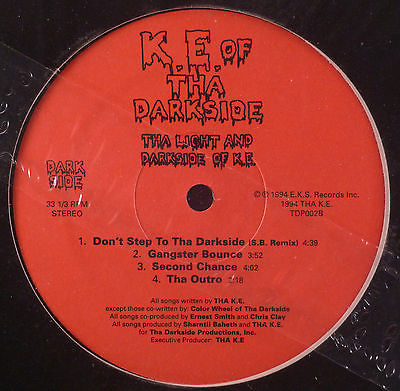 K.E. OF
THA
DARKSIDE
THA LIGHT AND
DARKSIDE OF K.E.
DARK
SIDE
33 1/3 RPM
STEREO
© ℗ 1994 E.K.S. Records Inc.
1994 THA K.E.
TDP002B
1. Don't Step To Tha Darkside (S.B. Remix) 4:39
2. Gangster Bounce 3:52
3. Second Chance 4:02
4. Tha Outro :18
All songs written by THA K.E.
except those co-written by: Color Wheel of Tha Darkside
All songs co-produced by Ernest Smith and Chris Clay
All songs produced by Sharntii Baheth and THA K.E.
for Tha Darkside Productions, Inc.
Executive Producer: THA K.E